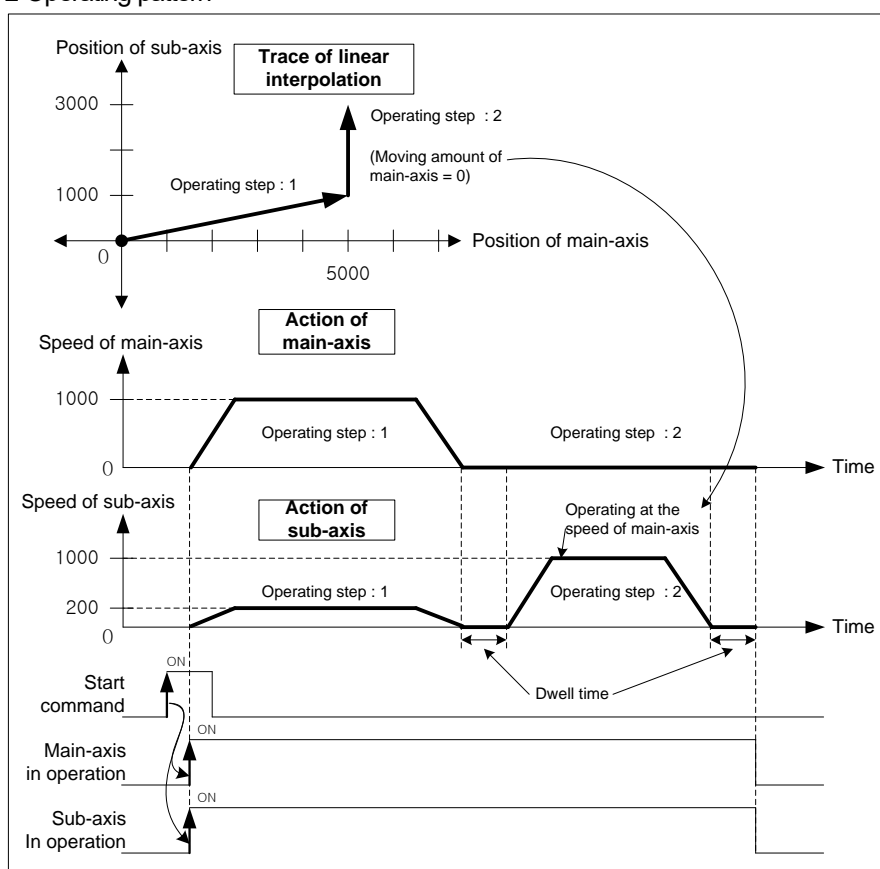 2 Operating pattern
Position of sub-axis
Trace of linear
interpolation
3000
Operating step : 2
(Moving amount of
main-axis = 0)
Operating step : 1
1000
Position of main-axis
0
5000
Action of
main-axis
Speed of main-axis
1000
Operating step : 1
Operating step : 2
0
Time
Speed of sub-axis
Action of
sub-axis
Operating at the
speed of main-axis
1000
Operating step : 1
Operating step : 2
200
0
Time
Dwell time
ON
Start
command
ON
Main-axis
in operation
ON
Sub-axis
In operation